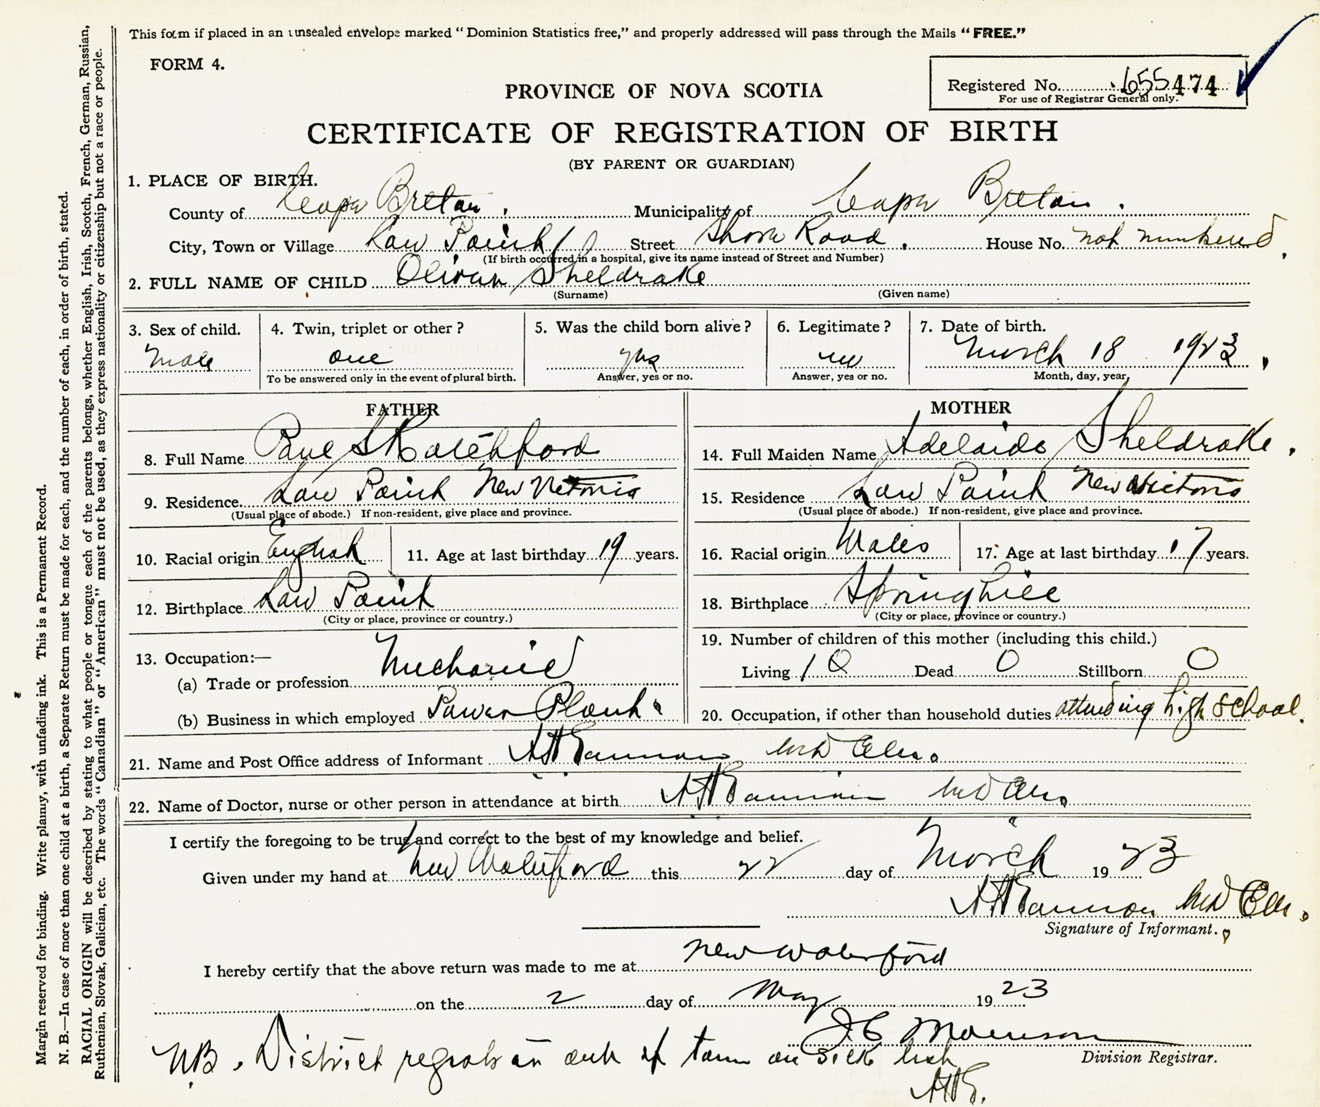 This form if placed in an unsealed envelope marked "Dominion Statistics free," and properly addressed will pass through the Mails "FREE."
FORM 4.
Registered No. 655474
For use of Registrar General only.
PROVINCE OF NOVA SCOTIA
CERTIFICATE OF REGISTRATION OF BIRTH
(BY PARENT OR GUARDIAN)
1. PLACE OF BIRTH.
County of Cape Breton. Municipality of Cape Breton.
City, Town or Village Low Point Street Shore Road. House No. not numbered.
(If birth occurred in a hospital, give its name instead of Street and Number)
2. FULL NAME OF CHILD Sheldrake
(Surname) (Given name)
3. Sex of child. 4. Twin, triplet or other? 5. Was the child born alive? 6. Legitimate? 7. Date of birth.
Male one yes no March 18 1923.
To be answered only in the event of plural birth. Answer, yes or no. Answer, yes or no. Month, day, year,
FATHER
8. Full Name Paul S Ratchford
9. Residence Low Point New Victoria
(Usual place of abode.) If non-resident, give place and province.
10. Racial origin English 11. Age at last birthday 19 years.
12. Birthplace Low Point
(City or place, province or country.)
13. Occupation:—
(a) Trade or profession Mechanic
(b) Business in which employed Power Plant.
MOTHER
14. Full Maiden Name Adelaide Sheldrake.
15. Residence Low Point New Victoria
(Usual place of abode.) If non-resident, give place and province.
16. Racial origin Wales 17. Age at last birthday 17 years.
18. Birthplace Springhill
(City or place, province or country.)
19. Number of children of this mother (including this child.)
Living 1 Dead 0 Stillborn 0
20. Occupation, if other than household duties attending high school.
21. Name and Post Office address of Informant
22. Name of Doctor, nurse or other person in attendance at birth
I certify the foregoing to be true and correct to the best of my knowledge and belief.
Given under my hand at New Waterford this 22 day of March 1923
Signature of Informant.
I hereby certify that the above return was made to me at New Waterford
on the 2 day of May 1923
Morrison
Division Registrar.
NB. District out of town on sick
Margin reserved for binding. Write plainly, with unfading ink. This is a Permanent Record.
N. B.—In case of more than one child at a birth, a Separate Return must be made for each, and the number of each, in order of birth, stated.
RACIAL ORIGIN will be described by stating to what people or tongue each of the parents belongs, whether English, Irish, Scotch, French, German, Russian,
Ruthenian, Slovak, Galician, etc. The words "Canadian" or "American" must not be used, as they express nationality or citizenship but not a race or people.